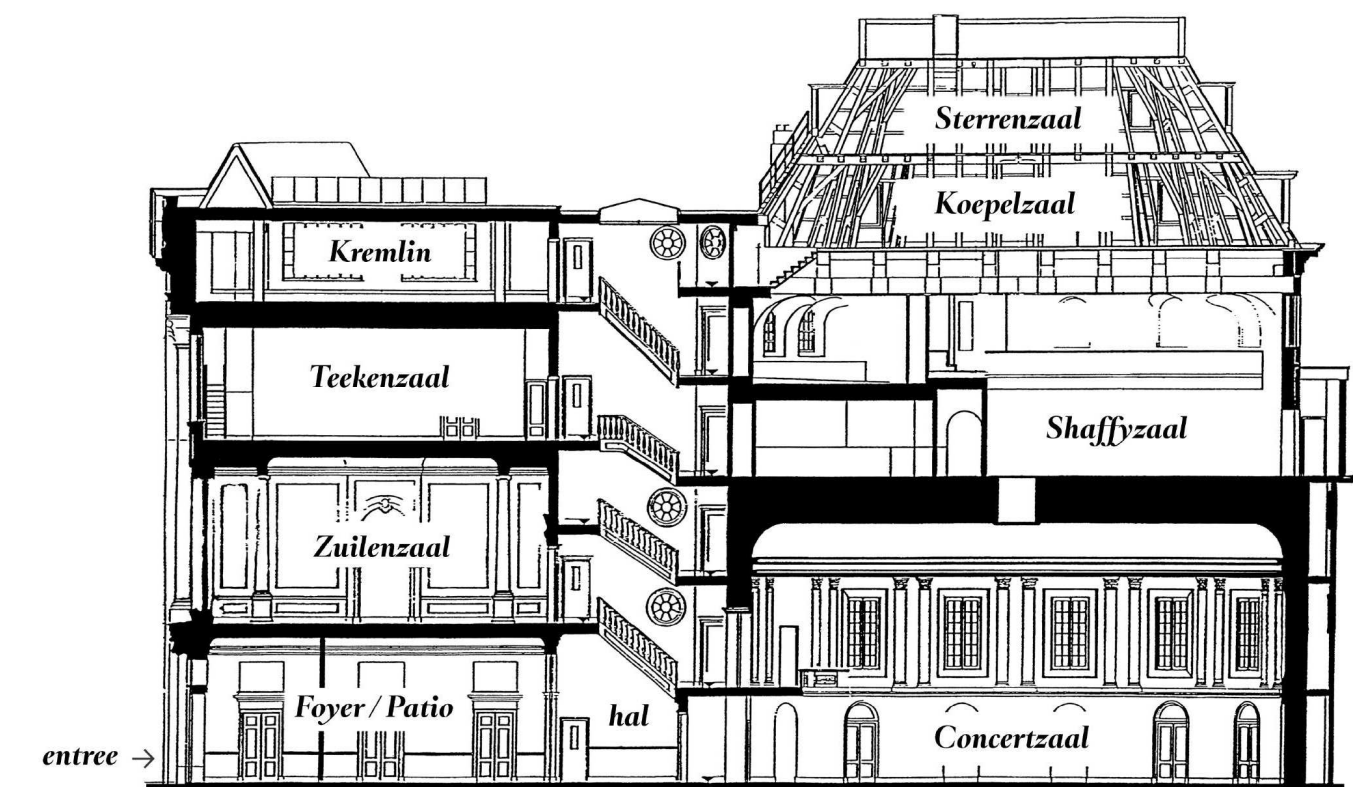 Sterrenzaal
Koepelzaal
Kremlin
Teekenzaal
Shaffyzaal
Zuilenzaal
Foyer / Patio
hal
Concertzaal
entree →